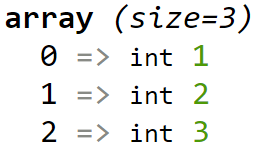 array (size=3)
0 => int 1
1 => int 2
2 => int 3